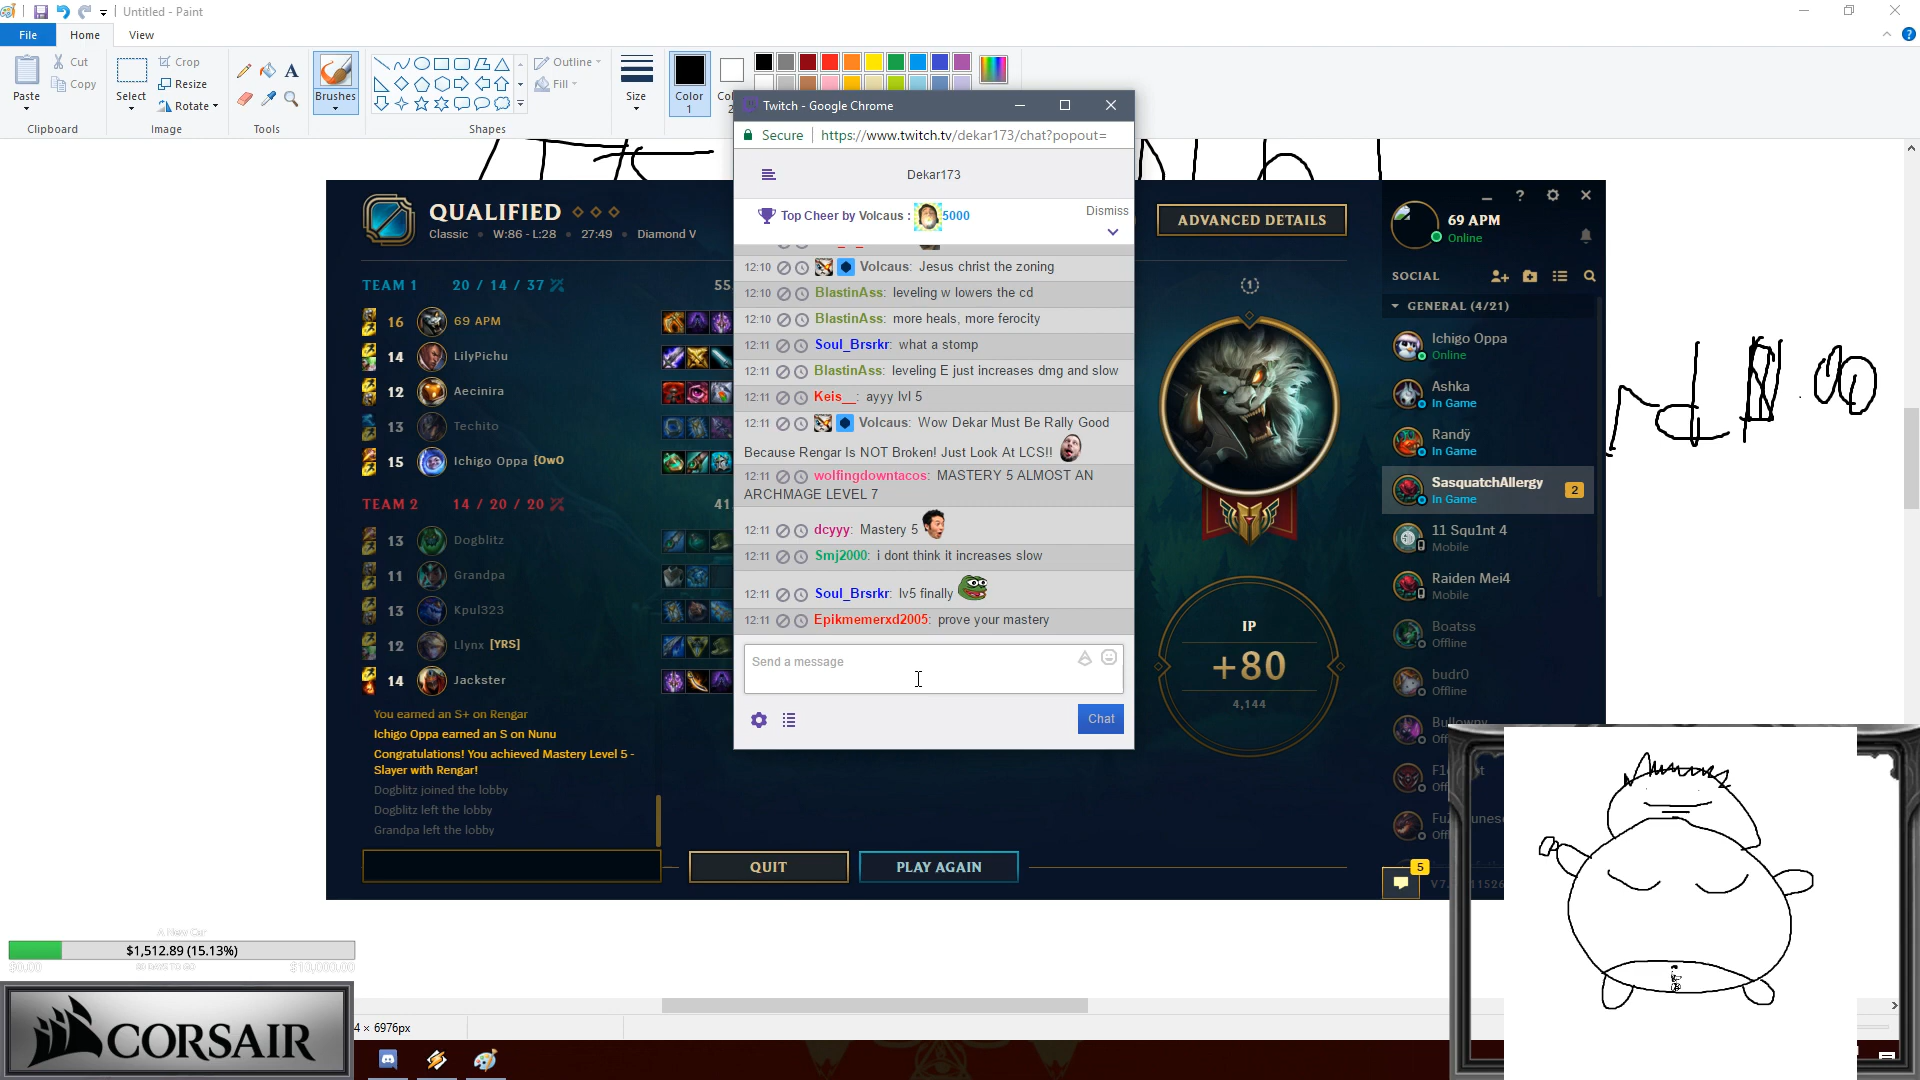 Untitled - Paint
File Home View
Paste
Cut
Copy
Clipboard
Select
Crop
Resize
Rotate
Image
Tools
Brushes
Shapes
Outline
Fill
Size
Color
1
Twitch - Google Chrome
Secure https://www.twitch.tv/dekar173/chat?popout=
Dekar173
Top Cheer by Volcaus : 5000
Dismiss
12:10 Volcaus: Jesus christ the zoning
12:10 BlastinAss: leveling w lowers the cd
12:10 BlastinAss: more heals, more ferocity
12:11 Soul_Brsrkr: what a stomp
12:11 BlastinAss: leveling E just increases dmg and slow
12:11 Keis__: ayyy lvl 5
12:11 Volcaus: Wow Dekar Must Be Rally Good
Because Rengar Is NOT Broken! Just Look At LCS!!
12:11 wolfingdowntacos: MASTERY 5 ALMOST AN
ARCHMAGE LEVEL 7
12:11 dcyyy: Mastery 5
12:11 Smj2000: i dont think it increases slow
12:11 Soul_Brsrkr: lv5 finally
12:11 Epikmemerxd2005: prove your mastery
Send a message
Chat
QUALIFIED
Classic • W:86 - L:28 • 27:49 • Diamond V
TEAM 1 20 / 14 / 37
16 69 APM
14 LilyPichu
12 Aecinira
13 Techito
15 Ichigo Oppa [OwO
TEAM 2 14 / 20 / 20
13 Dogblitz
11 Grandpa
13 Kpul323
12 Llynx [YRS]
14 Jackster
You earned an S+ on Rengar
Ichigo Oppa earned an S on Nunu
Congratulations! You achieved Mastery Level 5 -
Slayer with Rengar!
Dogblitz joined the lobby
Dogblitz left the lobby
Grandpa left the lobby
QUIT
PLAY AGAIN
ADVANCED DETAILS
IP
+80
4,144
69 APM
Online
SOCIAL
GENERAL (4/21)
Ichigo Oppa
Online
Ashka
In Game
Randÿ
In Game
SasquatchAllergy
In Game
2
11 Squ1nt 4
Mobile
Raiden Mei4
Mobile
Boatss
Offline
budr0
Offline
Bullowny
5
A New Car
$1,512.89 (15.13%)
$0.00
$10,000.00
CORSAIR
4 × 6976px